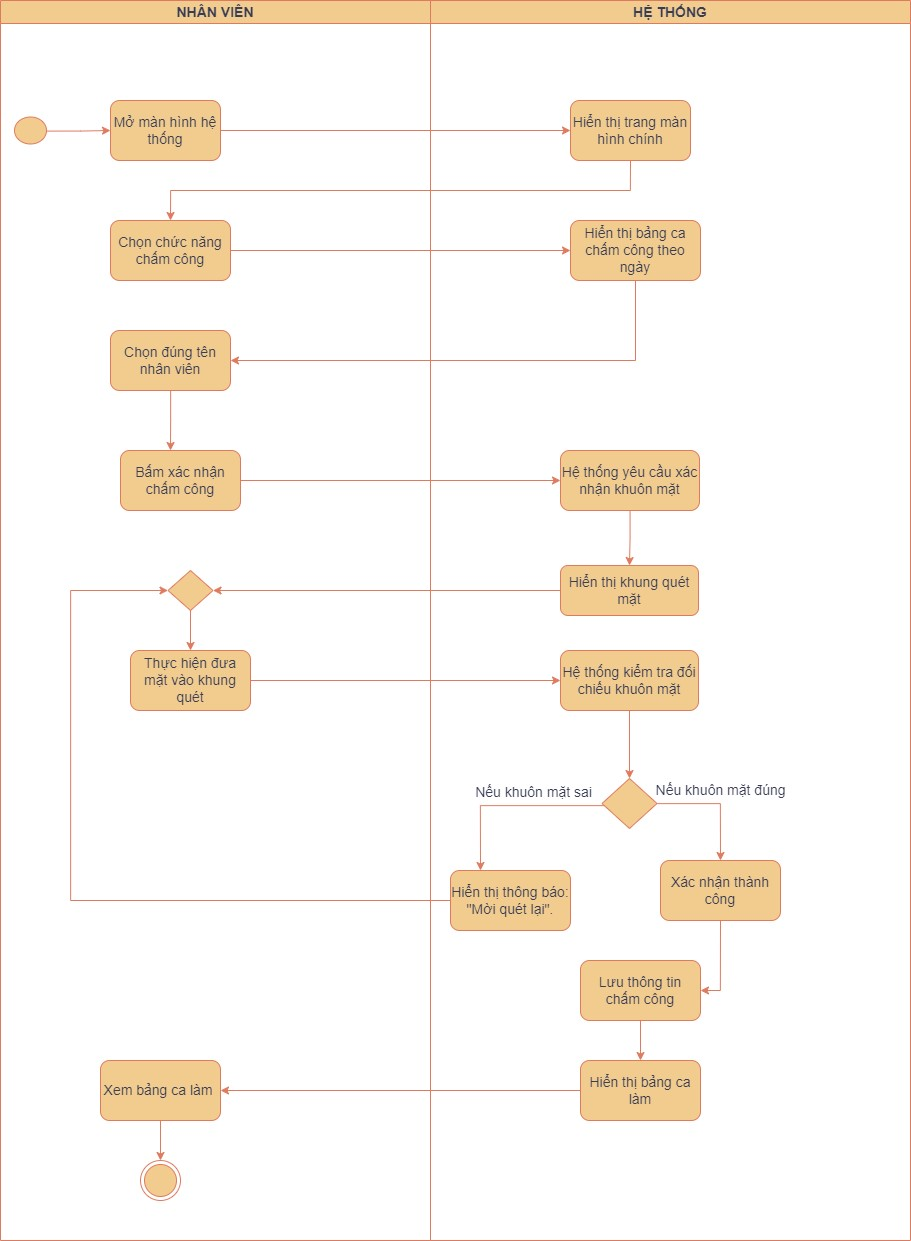 NHÂN VIÊN
HỆ THỐNG
Mở màn hình hệ
thống
Hiển thị trang màn
hình chính
Chọn chức năng
chấm công
Hiển thị bảng ca
chấm công theo
ngày
Chọn đúng tên
nhân viên
Bấm xác nhận
chấm công
Hệ thống yêu cầu xác
nhận khuôn mặt
Hiển thị khung quét
mặt
Thực hiện đưa
mặt vào khung
quét
Hệ thống kiểm tra đối
chiếu khuôn mặt
Nếu khuôn mặt sai
Nếu khuôn mặt đúng
Hiển thị thông báo:
"Mời quét lại".
Xác nhận thành
công
Lưu thông tin
chấm công
Hiển thị bảng ca
làm
Xem bảng ca làm